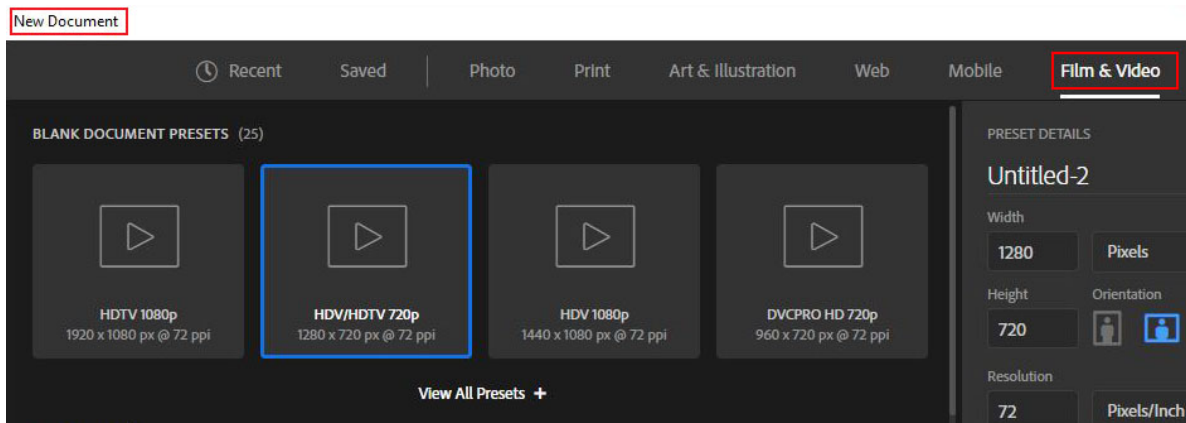 New Document
Recent Saved Photo Print Art & Illustration Web Mobile Film & Video
BLANK DOCUMENT PRESETS (25)
HDTV 1080p
1920 x 1080 px @ 72 ppi
HDV/HDTV 720p
1280 x 720 px @ 72 ppi
HDV 1080p
1440 x 1080 px @ 72 ppi
DVCPRO HD 720p
960 x 720 px @ 72 ppi
View All Presets +
PRESET DETAILS
Untitled-2
Width
1280 Pixels
Height Orientation
720
Resolution
72 Pixels/Inch